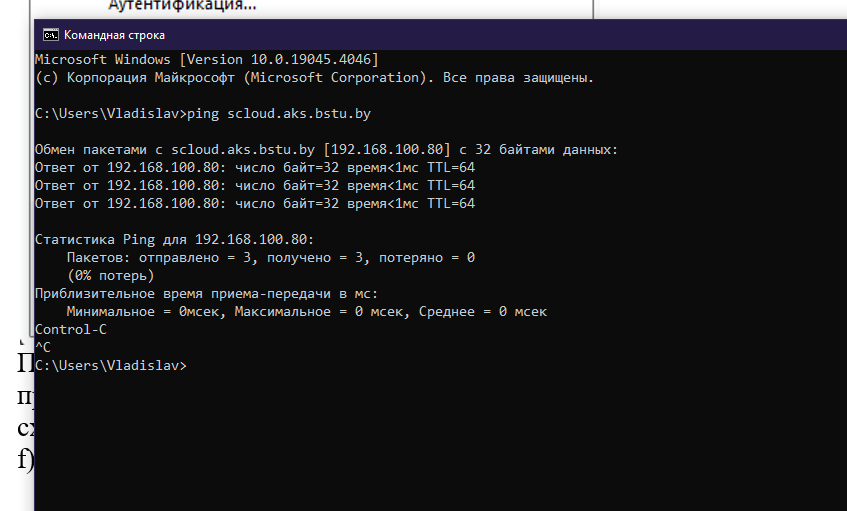 Аутентификация...
Командная строка
Microsoft Windows [Version 10.0.19045.4046]
(c) Корпорация Майкрософт (Microsoft Corporation). Все права защищены.
C:\Users\Vladislav>ping scloud.aks.bstu.by
Обмен пакетами с scloud.aks.bstu.by [192.168.100.80] с 32 байтами данных:
Ответ от 192.168.100.80: число байт=32 время<1мс TTL=64
Ответ от 192.168.100.80: число байт=32 время<1мс TTL=64
Ответ от 192.168.100.80: число байт=32 время<1мс TTL=64
Статистика Ping для 192.168.100.80:
Пакетов: отправлено = 3, получено = 3, потеряно = 0
(0% потерь)
Приблизительное время приема-передачи в мс:
Минимальное = 0мсек, Максимальное = 0 мсек, Среднее = 0 мсек
Control-C
^C
C:\Users\Vladislav>
f)